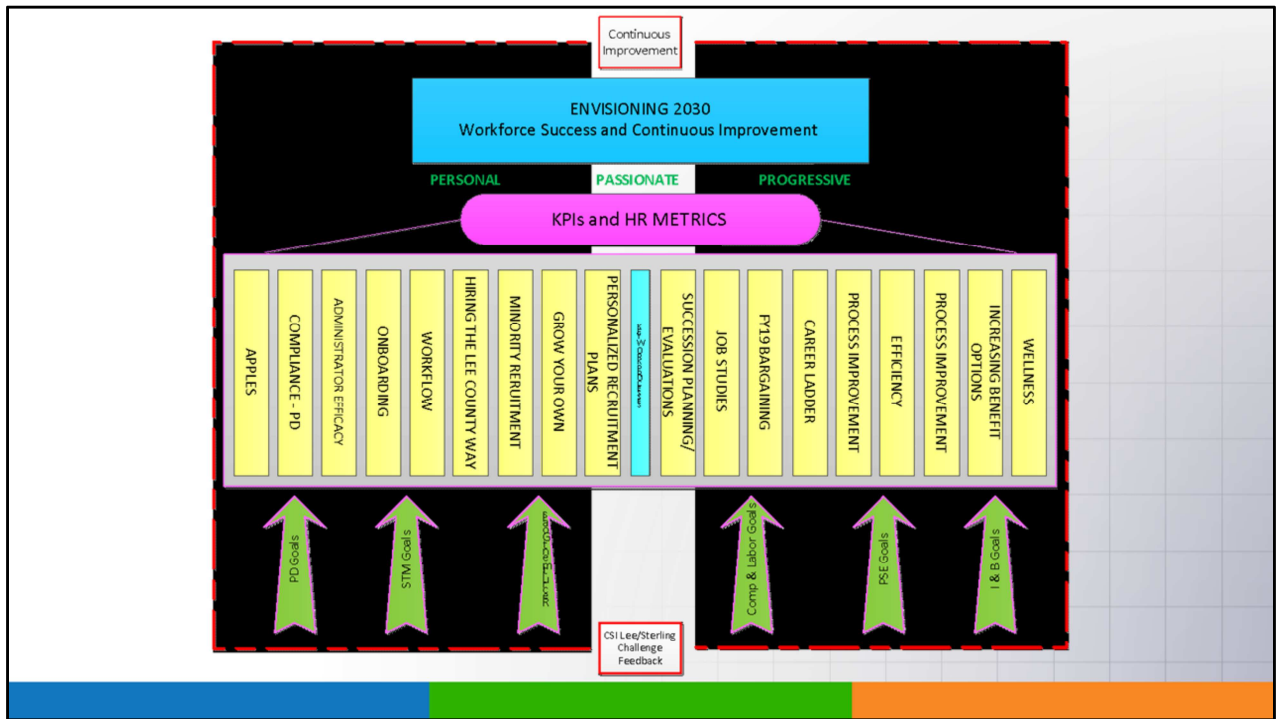 Continuous
Improvement
ENVISIONING 2030
Workforce Success and Continuous Improvement
PERSONAL
PASSIONATE
PROGRESSIVE
KPIs and HR METRICS
APPLES
COMPLIANCE - PD
ADMINISTRATOR EFFICACY
ONBOARDING
WORKFLOW
HIRING THE LEE COUNTY WAY
MINORITY RERUITMENT
GROW YOUR OWN
PERSONALIZED RECRUITMENT
PLANS
SUCCESSION PLANNING/
EVALUATIONS
JOB STUDIES
FY19 BARGAINING
CAREER LADDER
PROCESS IMPROVEMENT
EFFICIENCY
PROCESS IMPROVEMENT
INCREASING BENEFIT
OPTIONS
WELLNESS
PD Goals
STM Goals
Comp & Labor Goals
PSE Goals
I & B Goals
CSI Lee/Sterling
Challenge
Feedback